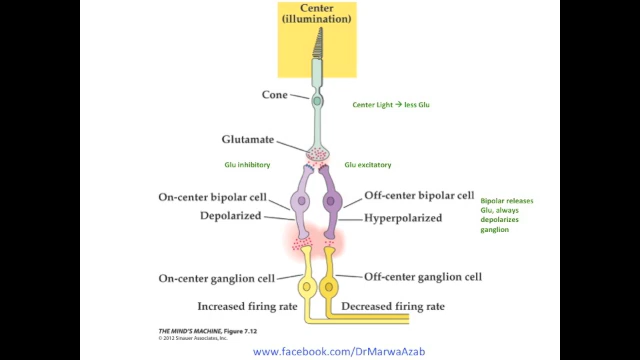 Center
(illumination)
Cone
Center Light → less Glu
Glutamate
Glu Inhibitory
Glu excitatory
On-center bipolar cell
Depolarized
Off-center bipolar cell
Hyperpolarized
Bipolar releases
Glu, always
depolarizes
ganglion
On-center ganglion cell
Off-center ganglion cell
Increased firing rate
Decreased firing rate
THE MIND'S MACHINE, Figure 7.12
© 2012 Sinauer Associates, Inc.
www.facebook.com/DrMarwaAzab